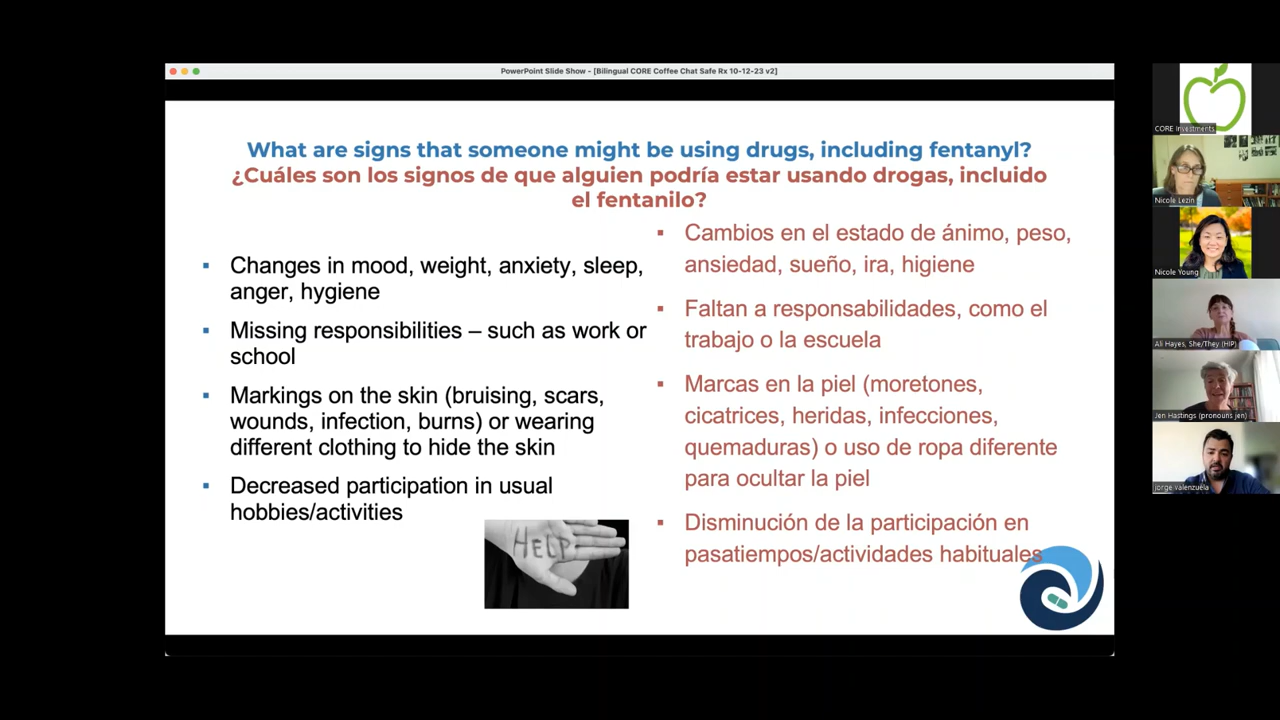 PowerPoint Slide Show - [Bilingual CORE Coffee Chat Safe Rx 10-12-23 v2]
What are signs that someone might be using drugs, including fentanyl?
¿Cuáles son los signos de que alguien podría estar usando drogas, incluido
el fentanilo?
▪ Changes in mood, weight, anxiety, sleep,
anger, hygiene
▪ Missing responsibilities – such as work or
school
▪ Markings on the skin (bruising, scars,
wounds, infection, burns) or wearing
different clothing to hide the skin
▪ Decreased participation in usual
hobbies/activities
HELP
▪ Cambios en el estado de ánimo, peso,
ansiedad, sueño, ira, higiene
▪ Faltan a responsabilidades, como el
trabajo o la escuela
▪ Marcas en la piel (moretones,
cicatrices, heridas, infecciones,
quemaduras) o uso de ropa diferente
para ocultar la piel
▪ Disminución de la participación en
pasatiempos/actividades habituales
CORE Investments
Nicole Lezin
Nicole Young
Ali Hayes, She/They (HIP)
Jen Hastings (pronouns jen)
jorge valenzuela